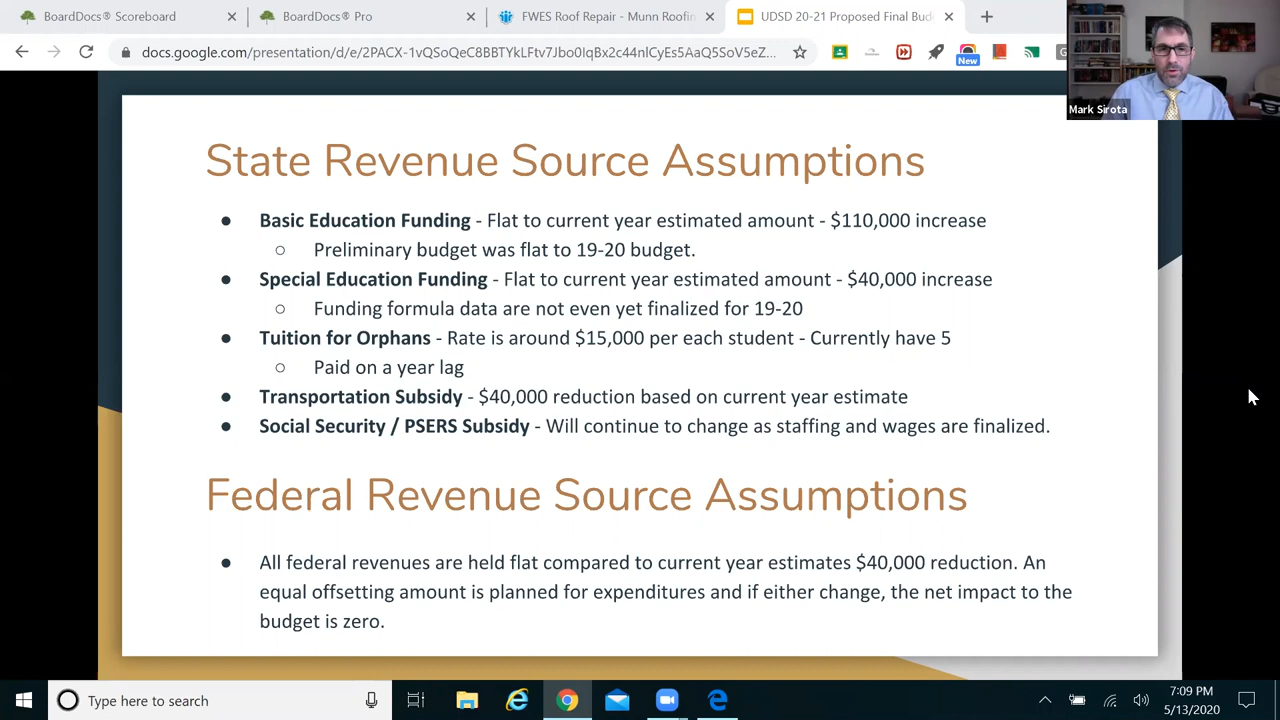 BoardDocs® Scoreboard
BoardDocs® Pro
FWES Roof Repair - Munn Roofin
UDSD 20-21 Proposed Final Bud
New
Mark Sirota
State Revenue Source Assumptions
● Basic Education Funding - Flat to current year estimated amount - $110,000 increase
○ Preliminary budget was flat to 19-20 budget.
● Special Education Funding - Flat to current year estimated amount - $40,000 increase
○ Funding formula data are not even yet finalized for 19-20
● Tuition for Orphans - Rate is around $15,000 per each student - Currently have 5
○ Paid on a year lag
● Transportation Subsidy - $40,000 reduction based on current year estimate
● Social Security / PSERS Subsidy - Will continue to change as staffing and wages are finalized.
Federal Revenue Source Assumptions
● All federal revenues are held flat compared to current year estimates $40,000 reduction. An
equal offsetting amount is planned for expenditures and if either change, the net impact to the
budget is zero.
Type here to search
7:09 PM
5/13/2020